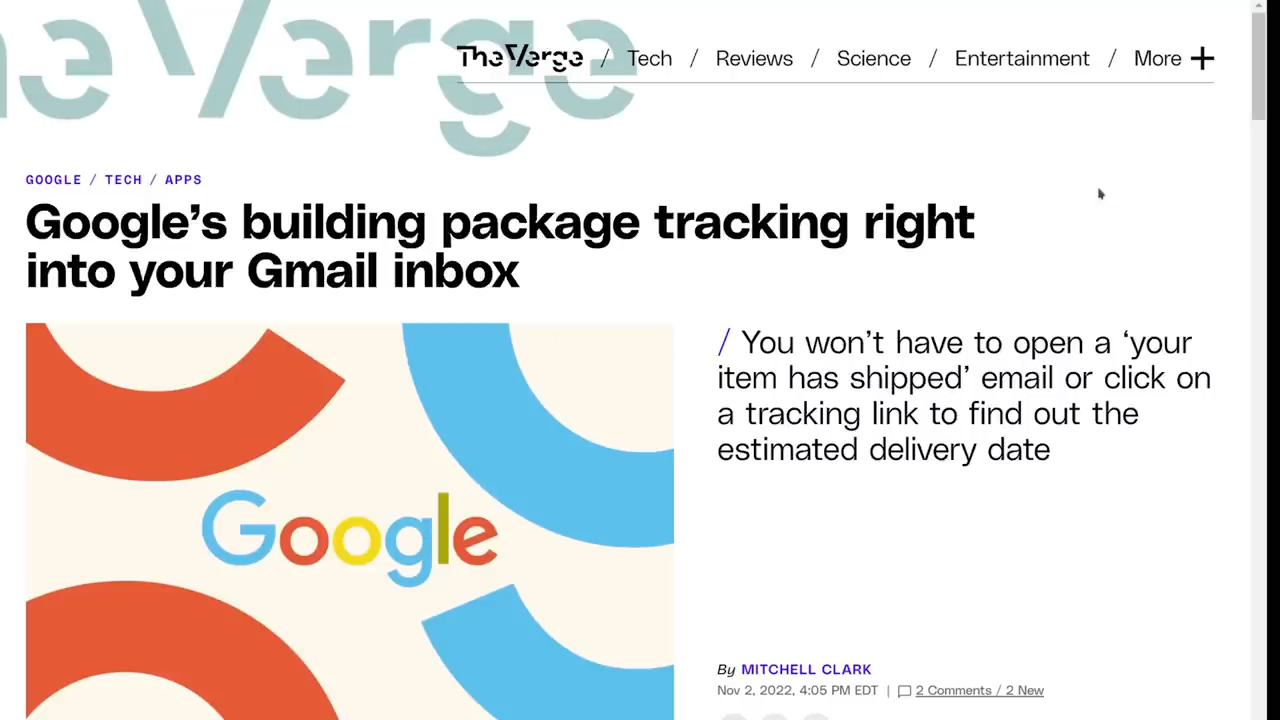 The Verge
The Verge / Tech / Reviews / Science / Entertainment / More +
GOOGLE / TECH / APPS
Google’s building package tracking right
into your Gmail inbox
/ You won’t have to open a ‘your
item has shipped’ email or click on
a tracking link to find out the
estimated delivery date
Google
By MITCHELL CLARK
Nov 2, 2022, 4:05 PM EDT | 2 Comments / 2 New